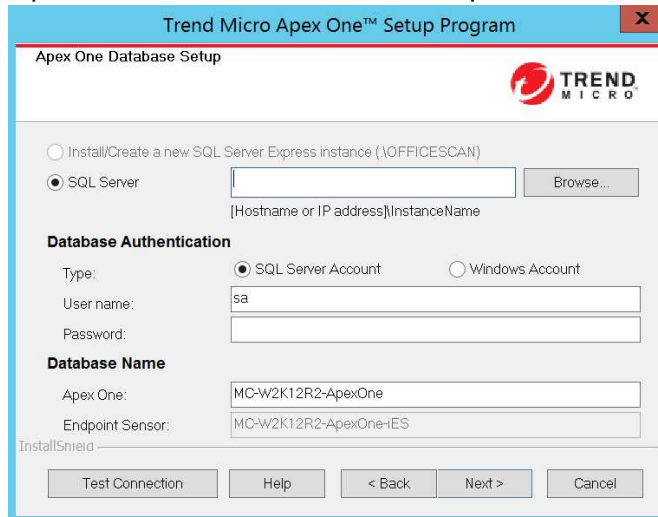 Trend Micro Apex One™ Setup Program
x
Apex One Database Setup
TREND
MICRO
Install/Create a new SQL Server Express instance (.\OFFICESCAN)
SQL Server
Browse...
[Hostname or IP address]\InstanceName
Database Authentication
Type:
SQL Server Account
Windows Account
User name:
sa
Password:
Database Name
Apex One:
MC-W2K12R2-ApexOne
Endpoint Sensor:
MC-W2K12R2-ApexOne-iES
InstallShield
Test Connection
Help
< Back
Next >
Cancel